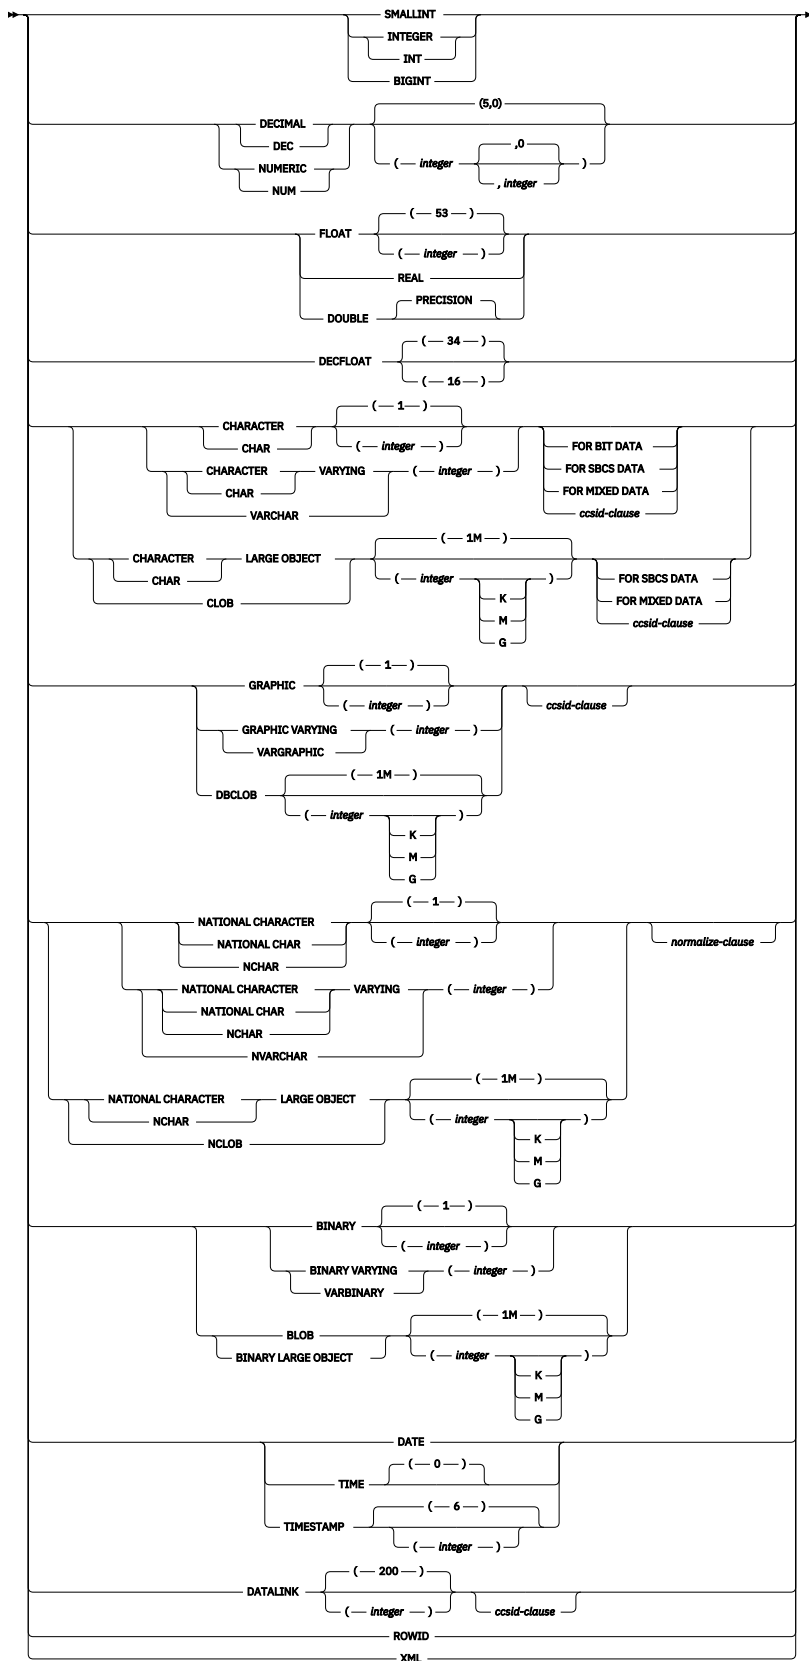 SMALLINT
INTEGER
INT
BIGINT
(5,0)
DECIMAL
DEC
( integer ,0 )
NUMERIC
, integer
NUM
( 53 )
FLOAT
( integer )
REAL
PRECISION
DOUBLE
( 34 )
DECFLOAT
( 16 )
( 1 )
CHARACTER
CHAR ( integer ) FOR BIT DATA
CHARACTER VARYING ( integer ) FOR SBCS DATA
CHAR FOR MIXED DATA
VARCHAR ccsid-clause
( 1M )
CHARACTER LARGE OBJECT
CHAR ( integer ) FOR SBCS DATA
CLOB K FOR MIXED DATA
M ccsid-clause
G
( 1 )
GRAPHIC
( integer ) ccsid-clause
GRAPHIC VARYING ( integer )
VARGRAPHIC
( 1M )
DBCLOB
( integer )
K
M
G
( 1 )
NATIONAL CHARACTER
NATIONAL CHAR ( integer ) normalize-clause
NCHAR
NATIONAL CHARACTER VARYING ( integer )
NATIONAL CHAR
NCHAR
NVARCHAR
( 1M )
NATIONAL CHARACTER LARGE OBJECT
NCHAR ( integer )
NCLOB K
M
G
( 1 )
BINARY
( integer )
BINARY VARYING ( integer )
VARBINARY
( 1M )
BLOB
BINARY LARGE OBJECT ( integer )
K
M
G
DATE
( 0 )
TIME
( 6 )
TIMESTAMP
( integer )
( 200 )
DATALINK
( integer ) ccsid-clause
ROWID
XML